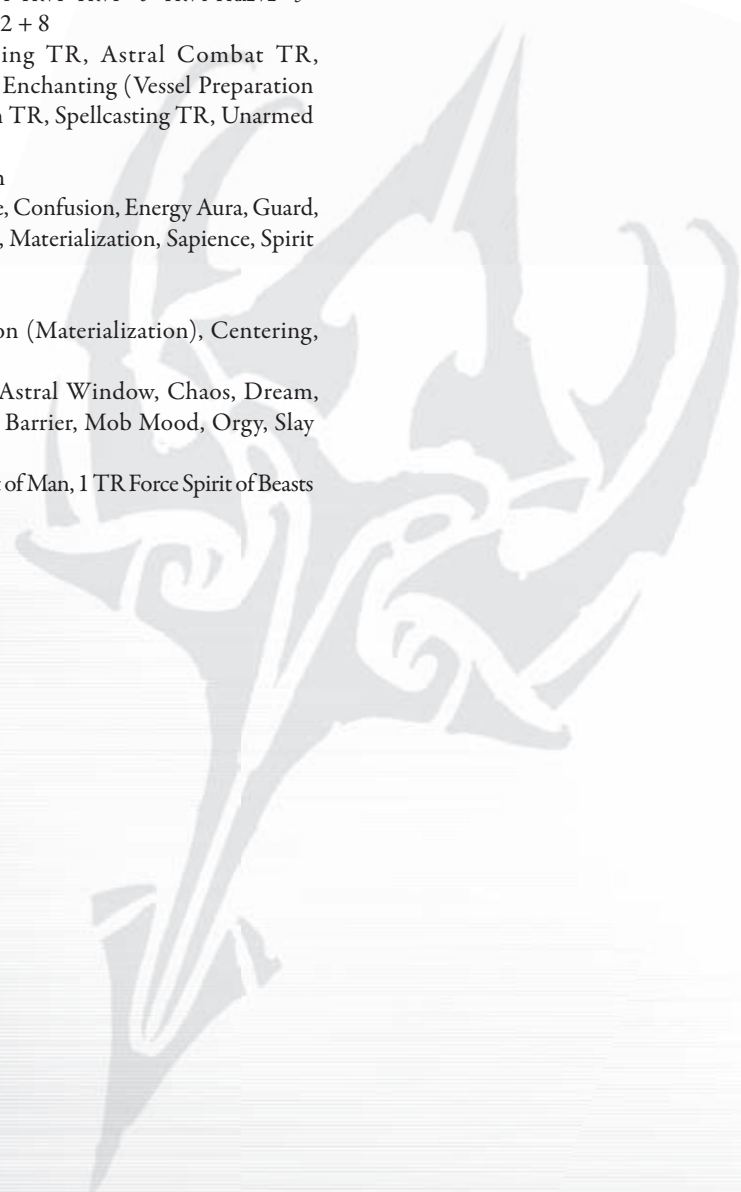 2 + 8
ing TR, Astral Combat TR,
Enchanting (Vessel Preparation
TR, Spellcasting TR, Unarmed
, Confusion, Energy Aura, Guard,
, Materialization, Sapience, Spirit
on (Materialization), Centering,
Astral Window, Chaos, Dream,
Barrier, Mob Mood, Orgy, Slay
of Man, 1 TR Force Spirit of Beasts